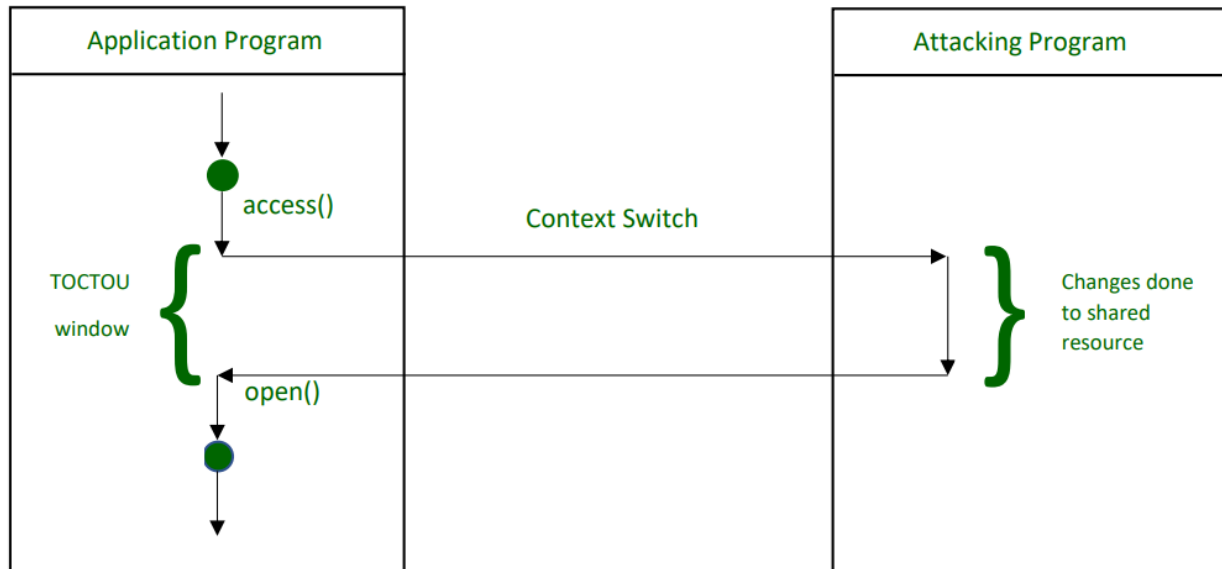 Application Program
Attacking Program
access()
Context Switch
TOCTOU
window
Changes done
to shared
resource
open()